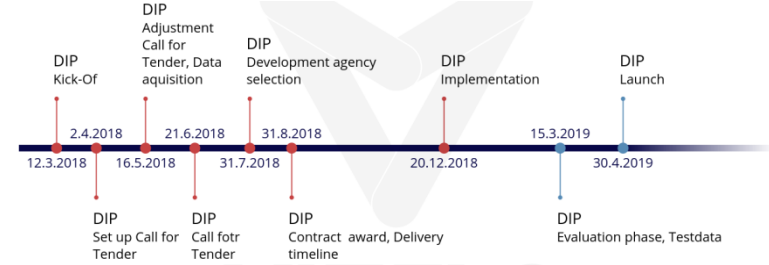 DIP
Adjustment
Call for
Tender, Data
aquisition
DIP
Kick-Of
DIP
Development agency
selection
DIP
Implementation
DIP
Launch
2.4.2018
21.6.2018
31.8.2018
15.3.2019
12.3.2018
16.5.2018
31.7.2018
20.12.2018
30.4.2019
DIP
Set up Call for
Tender
DIP
Call fotr
Tender
DIP
Contract award, Delivery
timeline
DIP
Evaluation phase, Testdata